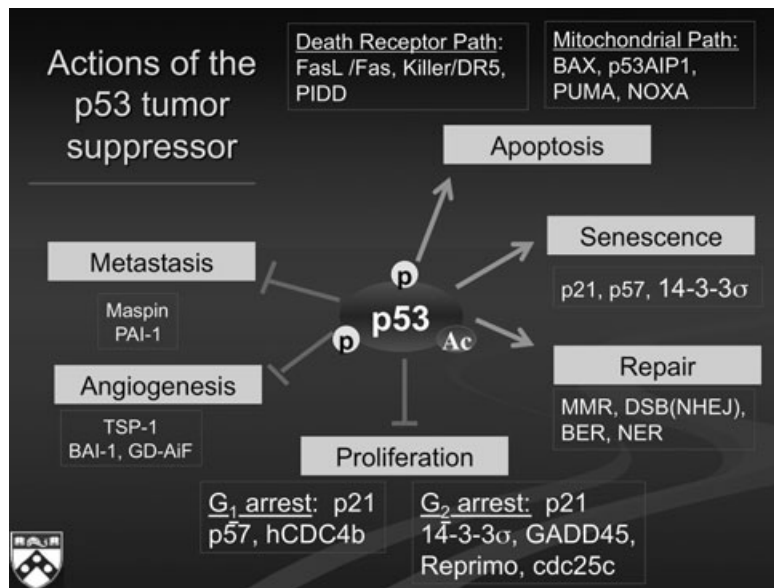 Actions of the
p53 tumor
suppressor
Death Receptor Path:
FasL /Fas, Killer/DR5,
PIDD
Mitochondrial Path:
BAX, p53AIP1,
PUMA, NOXA
Apoptosis
Senescence
p21, p57, 14-3-3σ
Metastasis
Maspin
PAI-1
p
p53
p
Ac
Repair
MMR, DSB(NHEJ),
BER, NER
Angiogenesis
TSP-1
BAI-1, GD-AiF
Proliferation
G₁ arrest: p21
p57, hCDC4b
G₂ arrest: p21
14-3-3σ, GADD45,
Reprimo, cdc25c